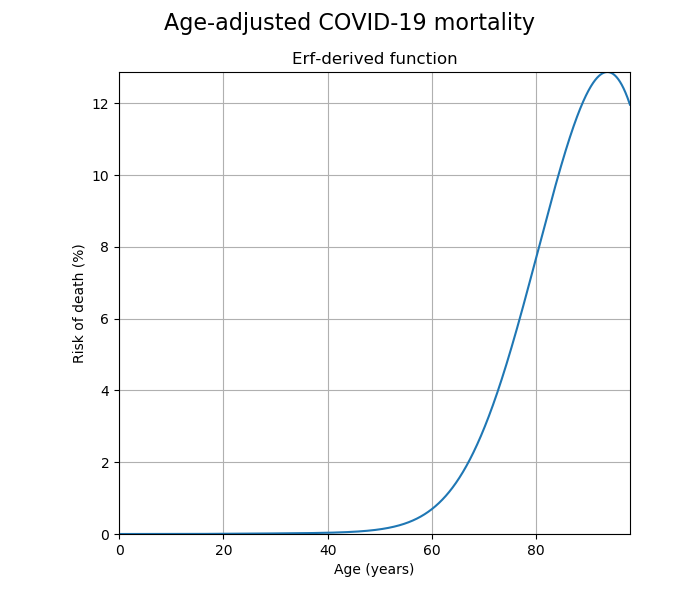 Age-adjusted COVID-19 mortality
Erf-derived function
12
10
8
6
4
2
0
Risk of death (%)
0 20 40 60 80
Age (years)